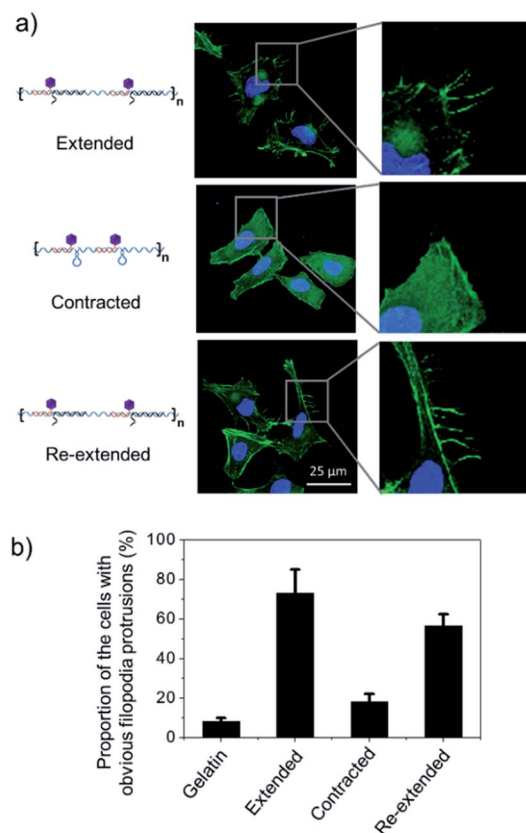 a)
[ ]n
Extended
[ ]n
Contracted
[ ]n
Re-extended
25 µm
b)
Proportion of the cells with
obvious filopodia protrusions (%)
100
80
60
40
20
0
Gelatin
Extended
Contracted
Re-extended